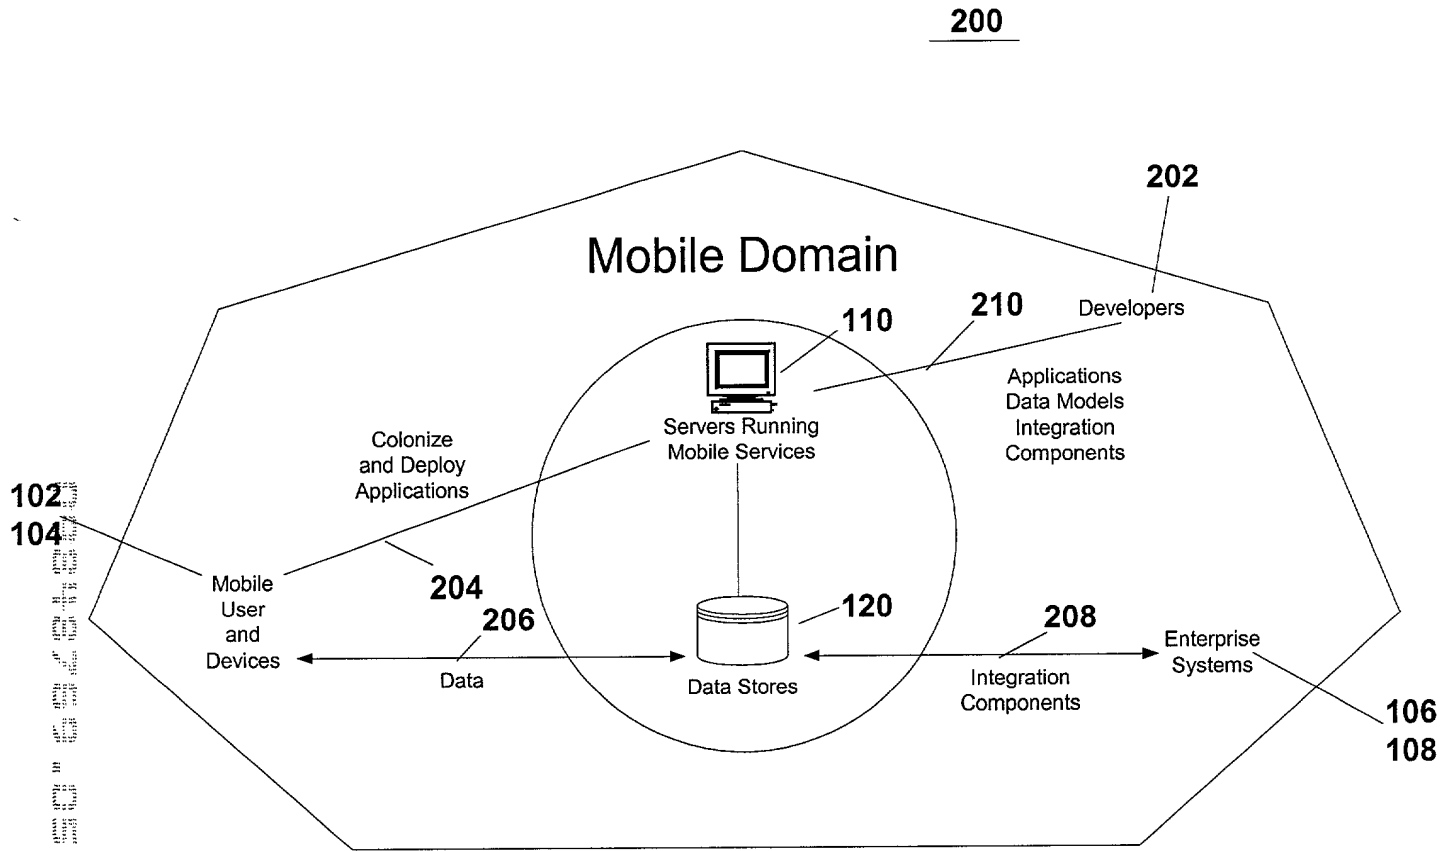 200
202
Mobile Domain
110
210
Developers
Applications
Data Models
Integration
Components
Servers Running
Mobile Services
Colonize
and Deploy
Applications
102
104
204
206
Mobile
User
and
Devices
Data
120
Data Stores
208
Integration
Components
Enterprise
Systems
106
108